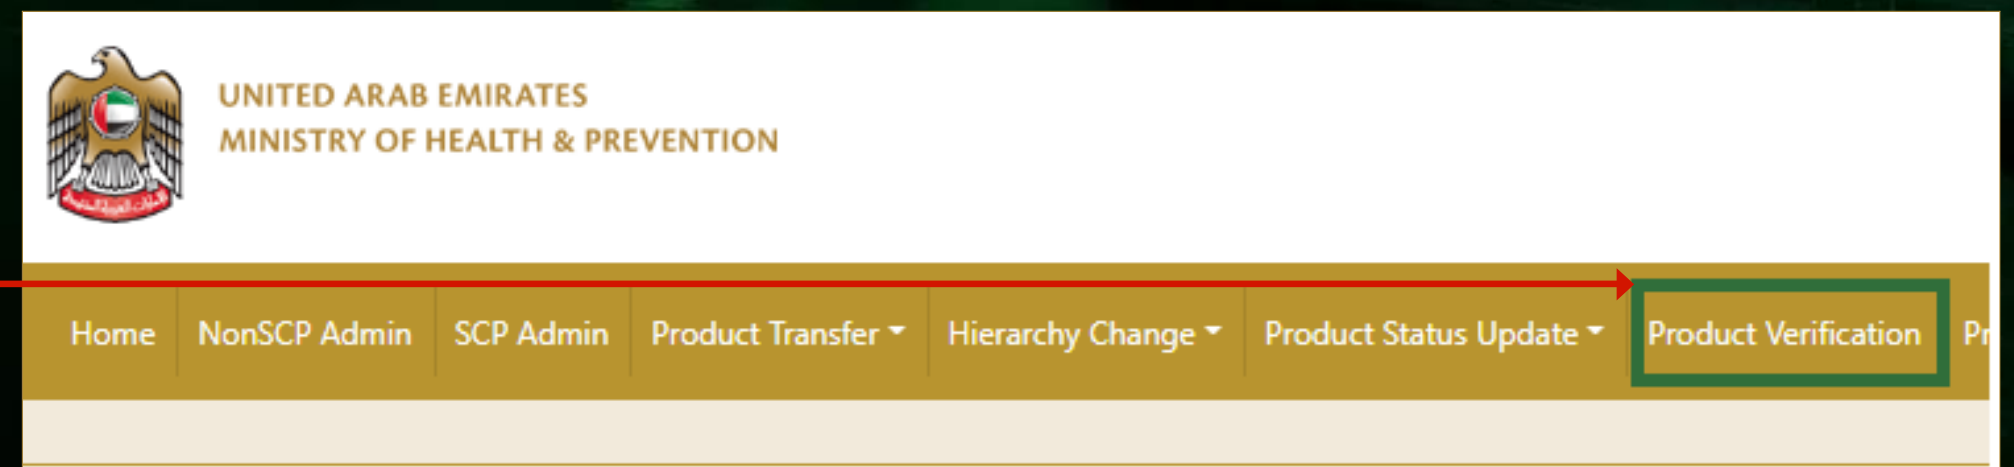 UNITED ARAB EMIRATES
MINISTRY OF HEALTH & PREVENTION
Home NonSCP Admin SCP Admin Product Transfer Hierarchy Change Product Status Update Product Verification